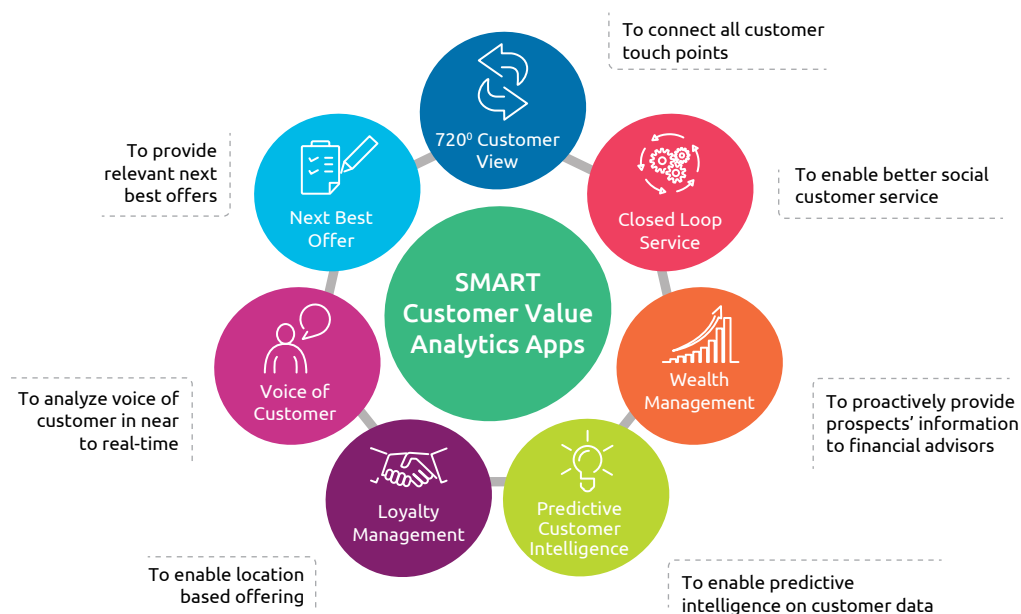 To connect all customer
touch points
720⁰ Customer
View
To provide
relevant next
best offers
Next Best
Offer
Closed Loop
Service
To enable better social
customer service
SMART
Customer Value
Analytics Apps
Voice of
Customer
Wealth
Management
To analyze voice of
customer in near
to real-time
To proactively provide
prospects’ information
to financial advisors
Loyalty
Management
Predictive
Customer
Intelligence
To enable location
based offering
To enable predictive
intelligence on customer data